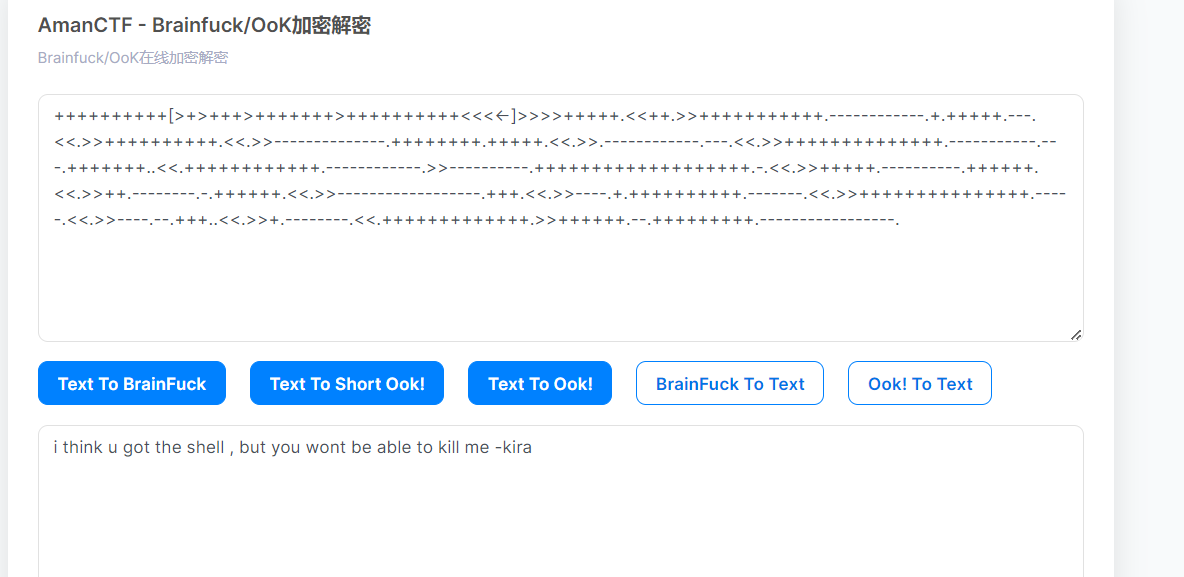 AmanCTF - Brainfuck/OoK加密解密
Brainfuck/OoK在线加密解密
++++++++++[>+>+++>+++++++>++++++++++<<<<-]>>>>+++++.<<++.>>+++++++++++.------------.+.+++++.---.
<<.>>++++++++++.<<.>>--------------.++++++++.+++++.<<.>>.------------.---.<<.>>++++++++++++++.-----------.--
-.+++++++..<<.++++++++++++.------------.>>----------.+++++++++++++++++++.-.<<.>>+++++.----------.++++++.
<<.>>++.--------.-.++++++.<<.>>------------------.+++.<<.>>----.+.++++++++++.-------.<<.>>+++++++++++++++.----
-.<<.>>----.--.+++..<<.>>+.--------.<<.+++++++++++++.>>++++++.--.+++++++++.-----------------.
Text To BrainFuck Text To Short Ook! Text To Ook! BrainFuck To Text Ook! To Text
i think u got the shell , but you wont be able to kill me -kira